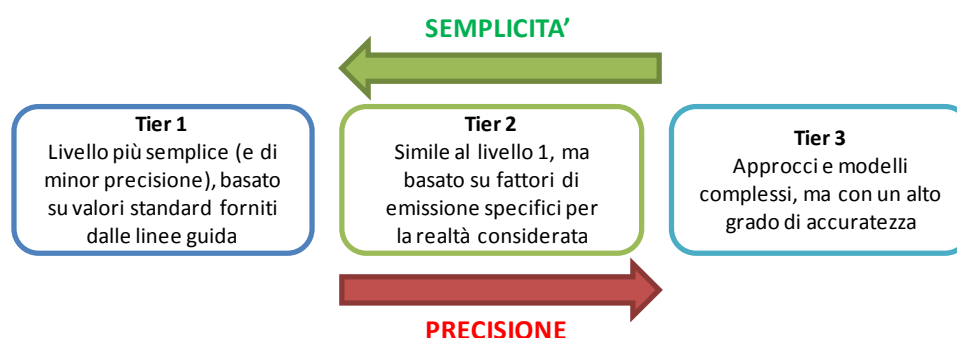 SEMPLICITA’
Tier 1
Livello più semplice (e di
minor precisione), basato
su valori standard forniti
dalle linee guida
Tier 2
Simile al livello 1, ma
basato su fattori di
emissione specifici per
la realtà considerata
Tier 3
Approcci e modelli
complessi, ma con un alto
grado di accuratezza
PRECISIONE